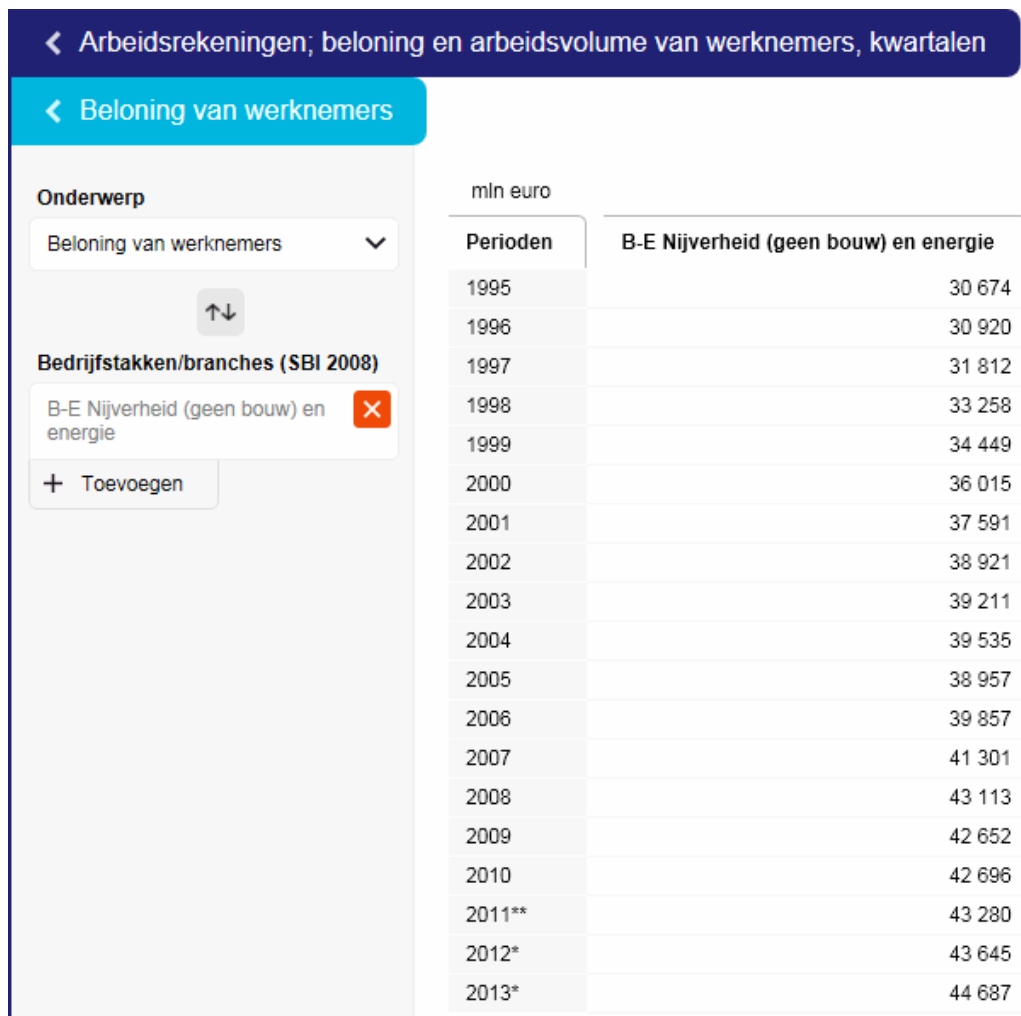 Arbeidsrekeningen; beloning en arbeidsvolume van werknemers, kwartalen
Beloning van werknemers
Onderwerp
Beloning van werknemers
Bedrijfstakken/branches (SBI 2008)
B-E Nijverheid (geen bouw) en
energie
Toevoegen
mln euro
Perioden B-E Nijverheid (geen bouw) en energie
1995 30 674
1996 30 920
1997 31 812
1998 33 258
1999 34 449
2000 36 015
2001 37 591
2002 38 921
2003 39 211
2004 39 535
2005 38 957
2006 39 857
2007 41 301
2008 43 113
2009 42 652
2010 42 696
2011** 43 280
2012* 43 645
2013* 44 687